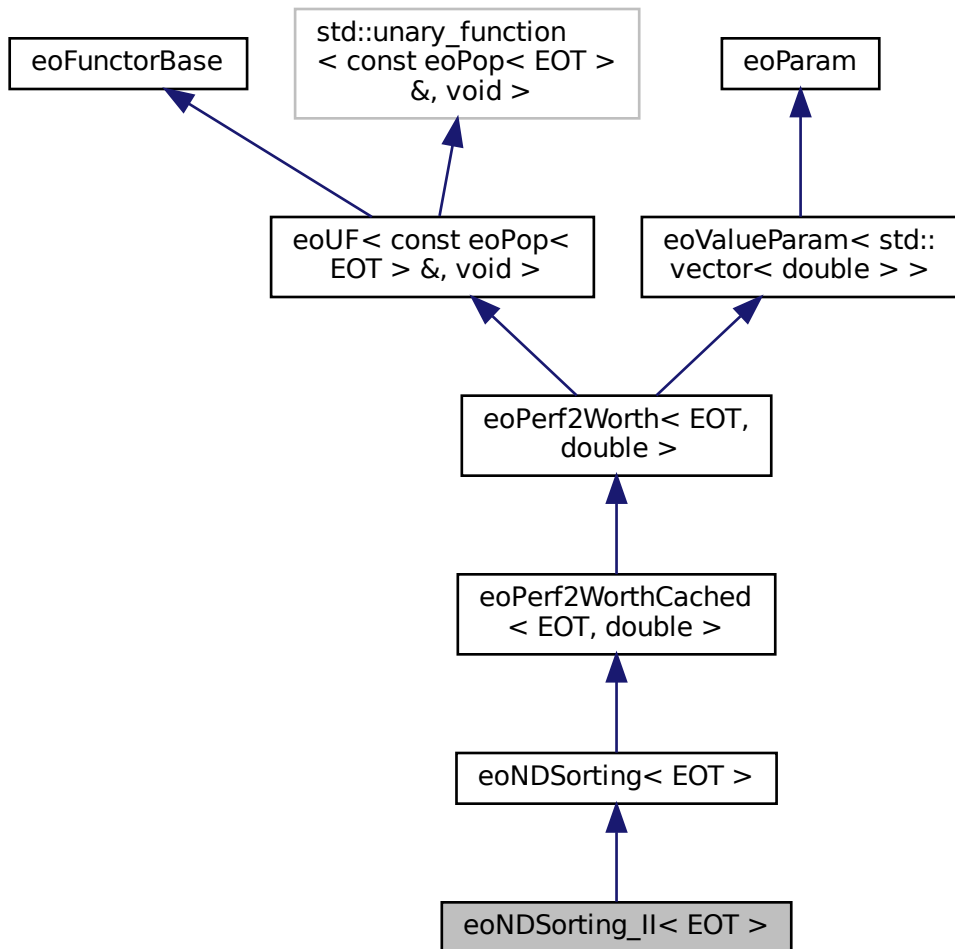 eoFunctorBase
std::unary_function
< const eoPop< EOT >
&, void >
eoParam
eoUF< const eoPop<
EOT > &, void >
eoValueParam< std::
vector< double > >
eoPerf2Worth< EOT,
double >
eoPerf2WorthCached
< EOT, double >
eoNDSorting< EOT >
eoNDSorting_II< EOT >